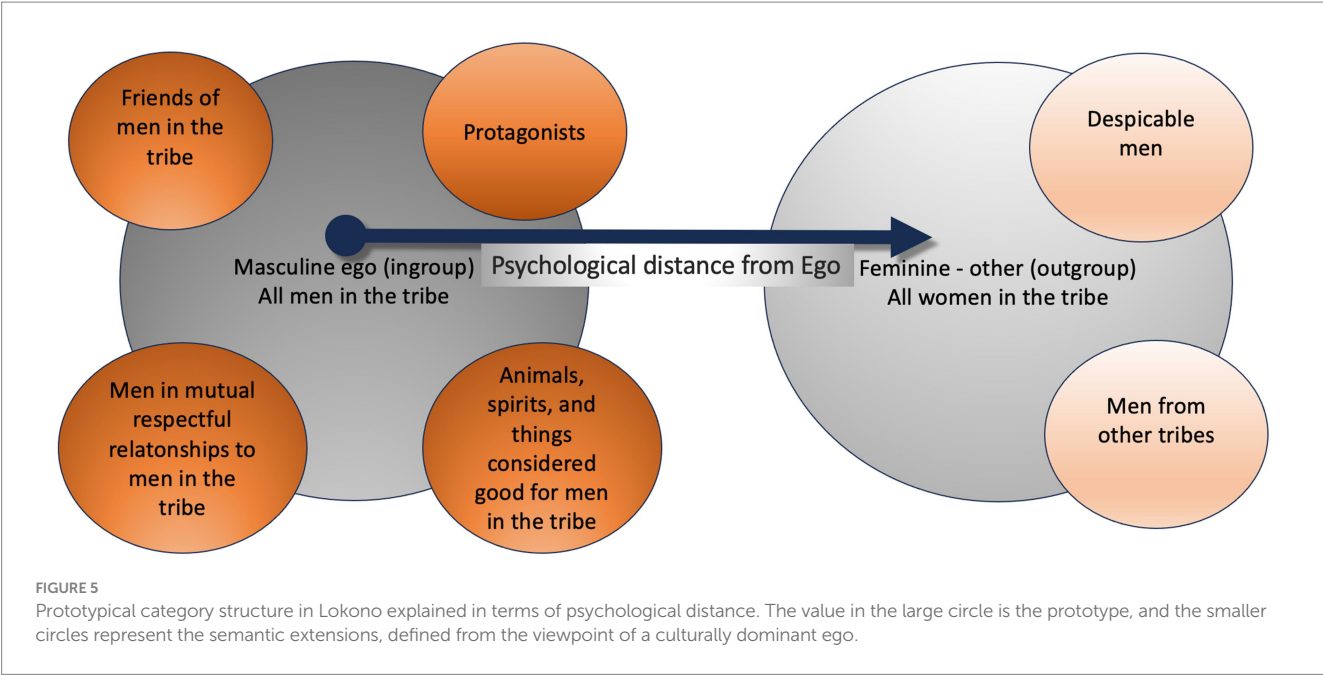 Friends of
men in the
tribe
Protagonists
Despicable
men
Masculine ego (ingroup)
All men in the tribe
Psychological distance from Ego
Feminine - other (outgroup)
All women in the tribe
Men in mutual
respectful
relatonships to
men in the
tribe
Animals,
spirits, and
things
considered
good for men
in the tribe
Men from
other tribes
FIGURE 5
Prototypical category structure in Lokono explained in terms of psychological distance. The value in the large circle is the prototype, and the smaller
circles represent the semantic extensions, defined from the viewpoint of a culturally dominant ego.